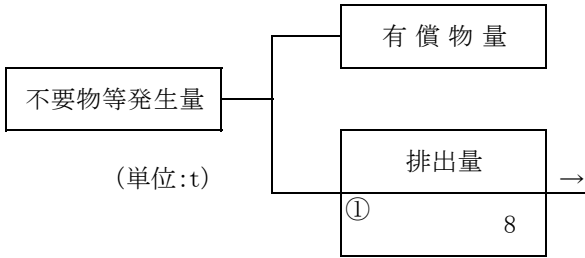 有償物量
不要物等発生量
(単位:t)
排出量
→
①
8